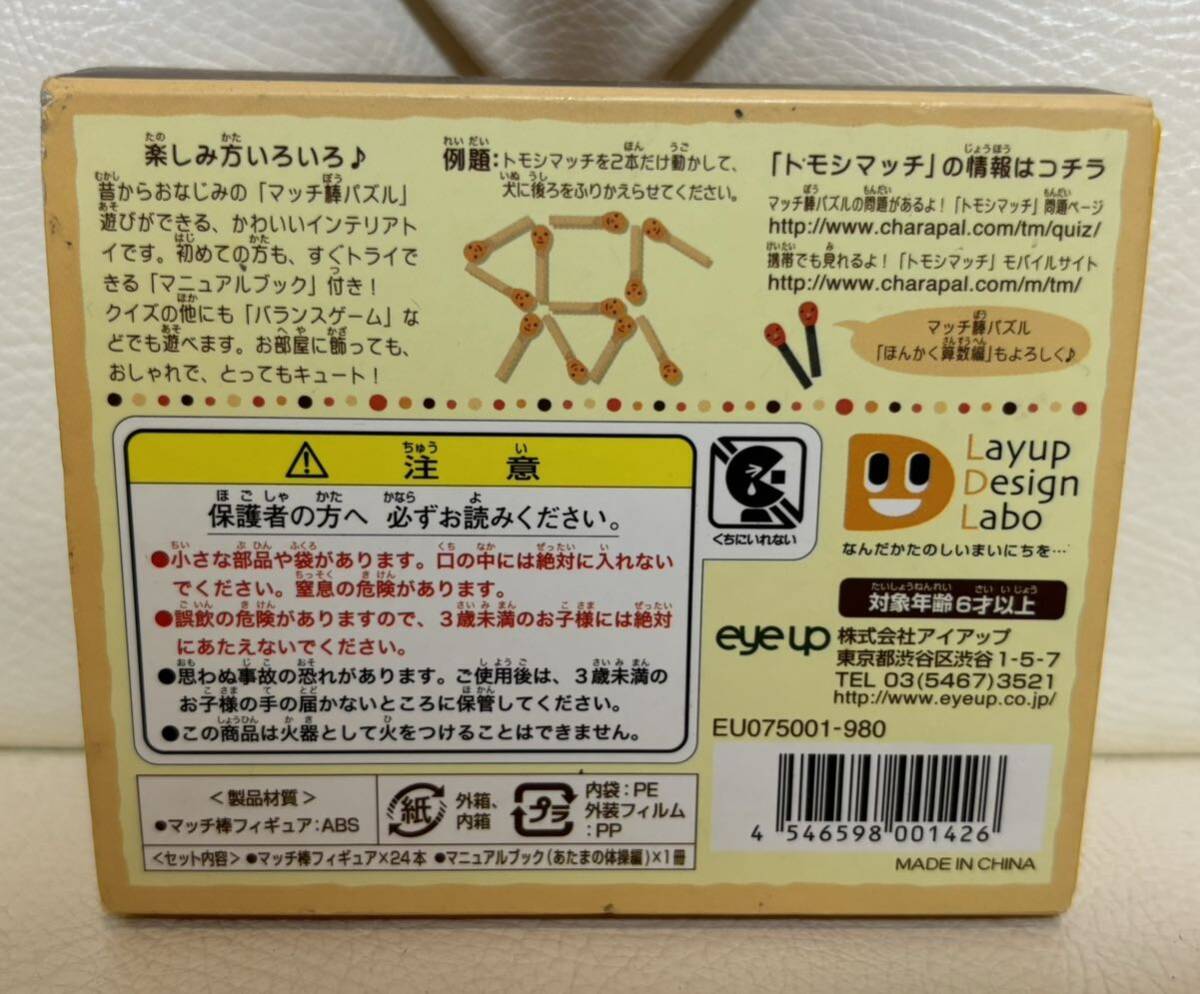 楽しみ方いろいろ♪
昔からおなじみの「マッチ棒パズル」
遊びができる、かわいいインテリアト
イです。初めての方も、すぐトライで
きる「マニュアルブック」付き!
クイズの他にも「バランスゲーム」な
どでも遊べます。お部屋に飾っても、
おしゃれで、とってもキュート!
例題:トモシマッチを2本だけ動かして、
犬に後ろをふりかえらせてください。
「トモシマッチ」の情報はコチラ
マッチ棒パズルの問題があるよ!「トモシマッチ」問題ページ
http://www.charapal.com/tm/quiz/
携帯でも見れるよ!「トモシマッチ」モバイルサイト
http://www.charapal.com/m/tm/
マッチ棒パズル
「ほんかく算数編」もよろしく♪
注意
保護者の方へ 必ずお読みください。
●小さな部品や袋があります。口の中には絶対に入れない
でください。窒息の危険があります。
●誤飲の危険がありますので、3歳未満のお子様には絶対
にあたえないでください。
●思わぬ事故の恐れがあります。ご使用後は、3歳未満の
お子様の手の届かないところに保管してください。
●この商品は火器として火をつけることはできません。
くちにいれない
Layup
Design
Labo
なんだかたのしいまいにちを…
対象年齢6才以上
eyeup 株式会社アイアップ
東京都渋谷区渋谷1-5-7
TEL 03(5467)3521
http://www.eyeup.co.jp/
EU075001-980
4 546598 001426
MADE IN CHINA
<製品材質>
●マッチ棒フィギュア:ABS
紙 外箱、
内箱
プラ 内袋:PE
外装フィルム
:PP
<セット内容>●マッチ棒フィギュア×24本 ●マニュアルブック(あたまの体操編)×1冊